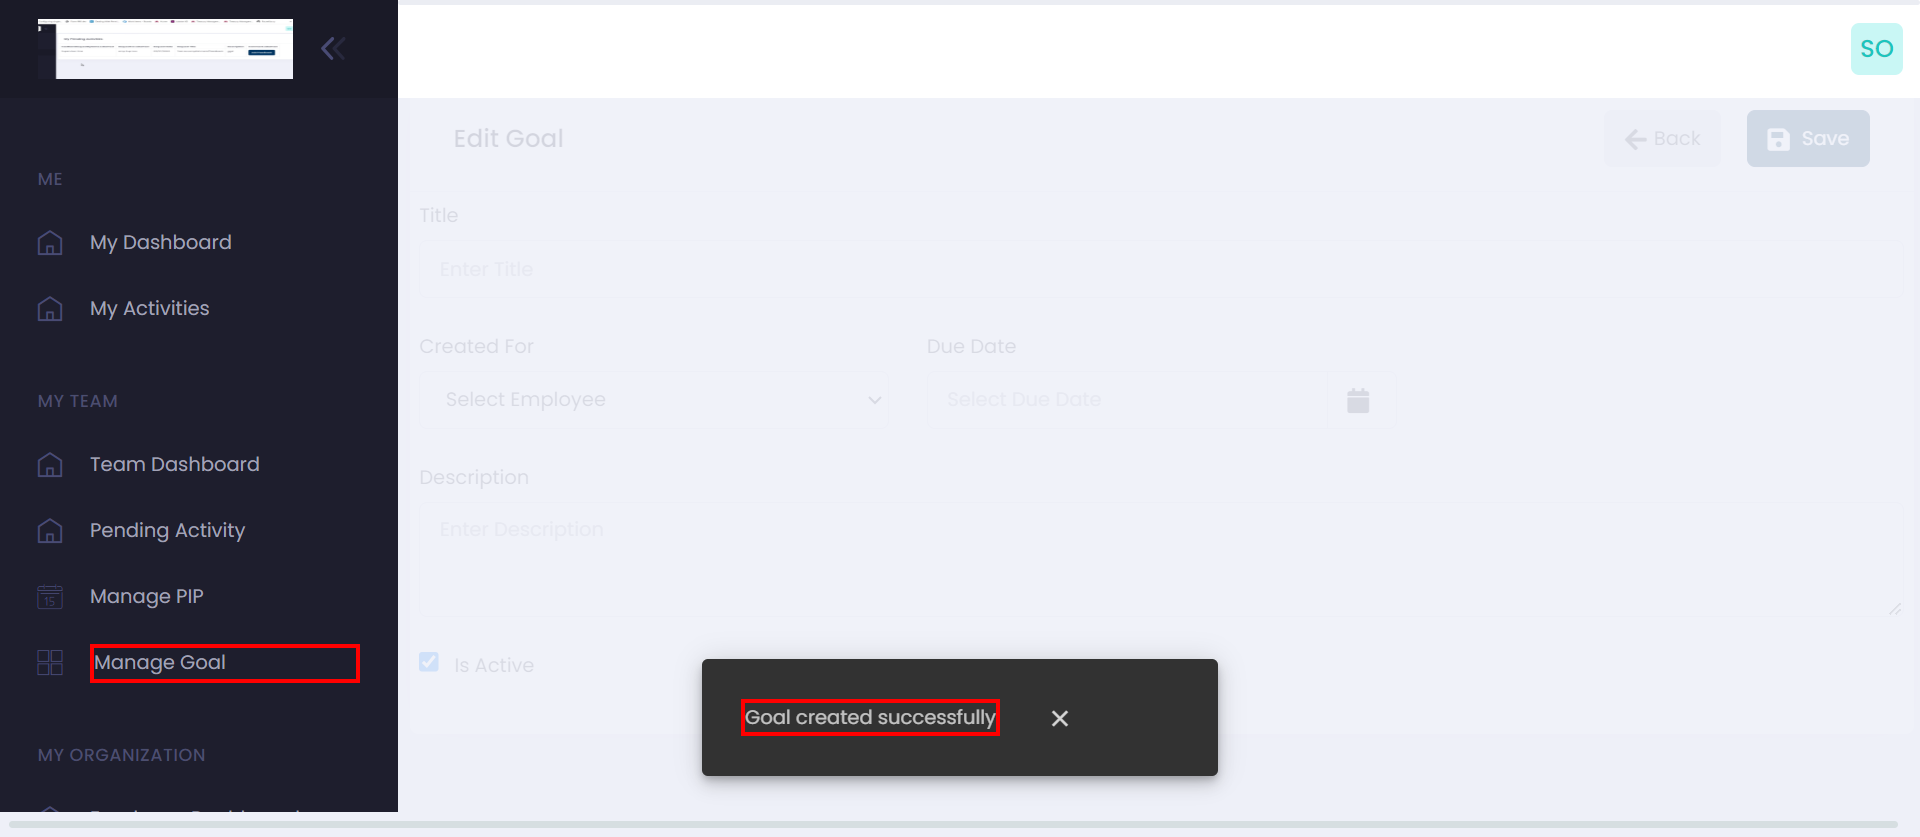 SO
ME
My Dashboard
My Activities
MY TEAM
Team Dashboard
Pending Activity
15
Manage PIP
Manage Goal
MY ORGANIZATION
Edit Goal
Back
Save
Title
Enter Title
Created For
Due Date
Select Employee
Select Due Date
Description
Enter Description
Is Active
Goal created successfully